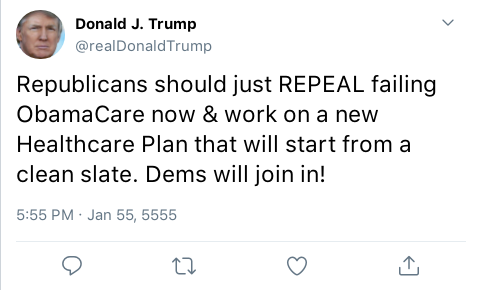 Donald J. Trump
@realDonaldTrump
Republicans should just REPEAL failing
ObamaCare now & work on a new
Healthcare Plan that will start from a
clean slate. Dems will join in!
5:55 PM · Jan 55, 5555